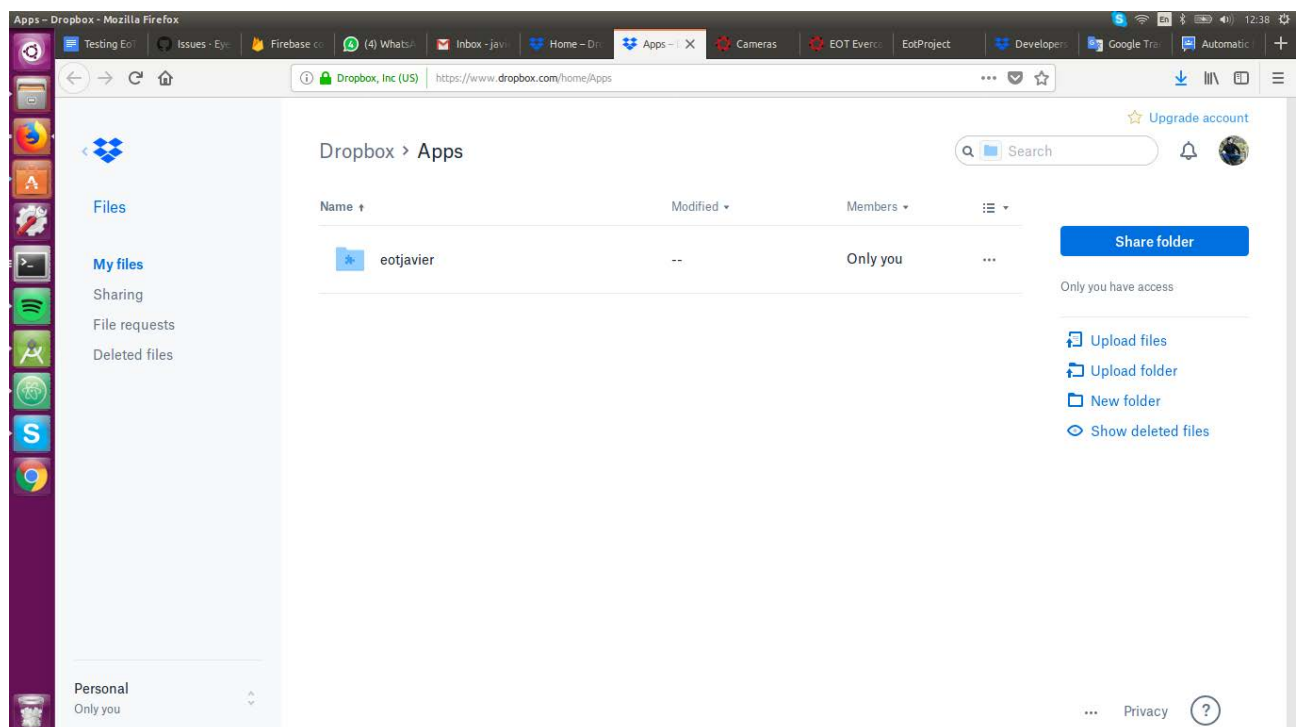 Apps – Dropbox - Mozilla Firefox
En 12:38
Testing EoT Issues - Eye Firebase co (4) WhatsA Inbox - javi Home – Dr Apps – Cameras EOT Everc EotProject Developers Google Tra Automatic
Dropbox, Inc (US) https://www.dropbox.com/home/Apps
Upgrade account
Dropbox > Apps
Search
Files
My files
Sharing
File requests
Deleted files
Name Modified Members
eotjavier -- Only you
Share folder
Only you have access
Upload files
Upload folder
New folder
Show deleted files
Personal
Only you
Privacy